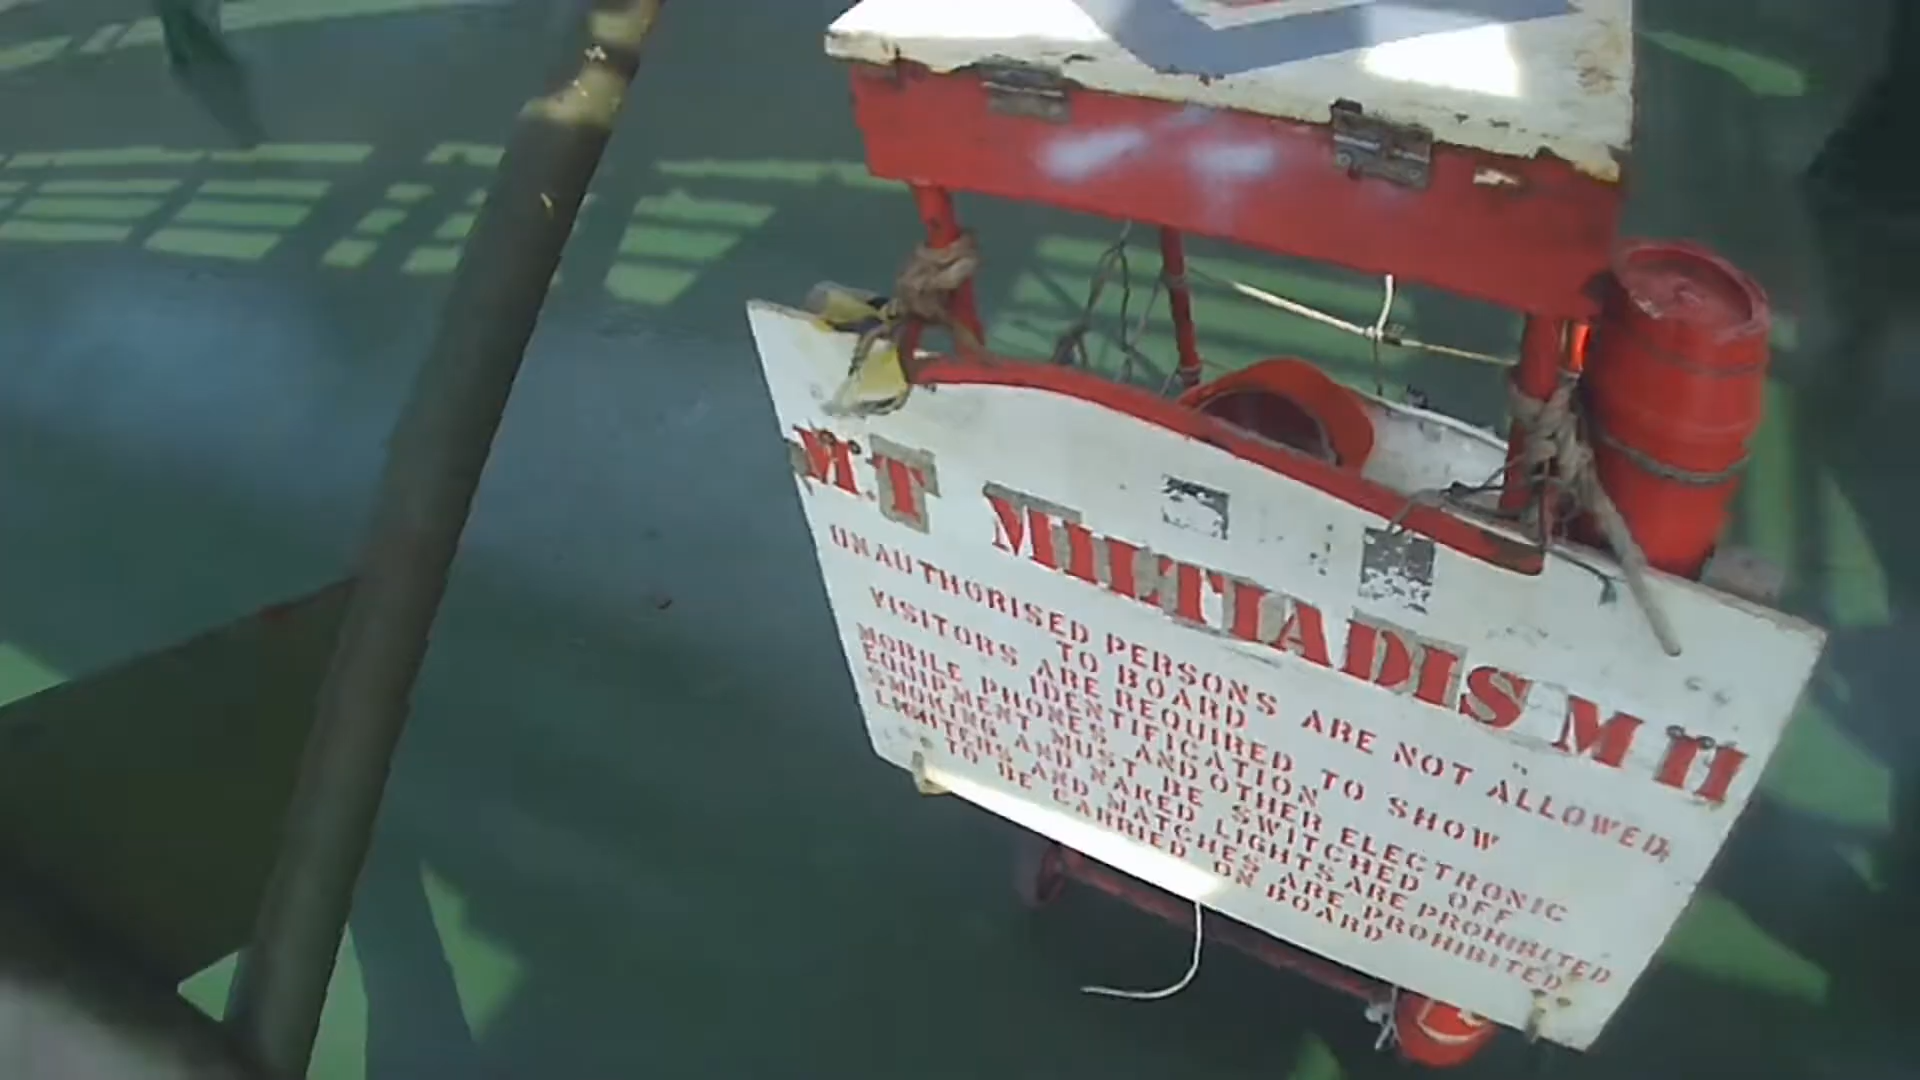 M.T MILTIADIS M II
UNAUTHORISED PERSONS ARE NOT ALLOWED
TO BOARD
VISITORS ARE REQUIRED TO SHOW
IDENTIFICATION
MOBILE PHONES AND OTHER ELECTRONIC
EQUIPMENT MUST BE SWITCHED OFF
SMOKING AND NAKED LIGHTS ARE PROHIBITED
LIGHTERS AND MATCHES ARE PROHIBITED
TO BE CARRIED ON BOARD